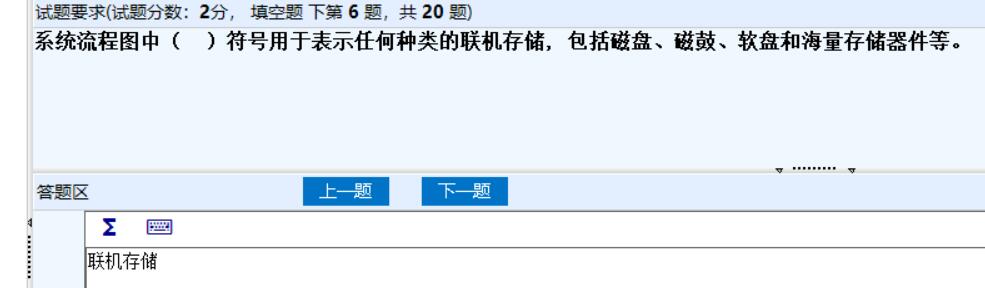 试题要求(试题分数：2分， 填空题 下第 6 题，共 20 题)
系统流程图中（ ）符号用于表示任何种类的联机存储，包括磁盘、磁鼓、软盘和海量存储器件等。
答题区 上一题 下一题
Σ
联机存储